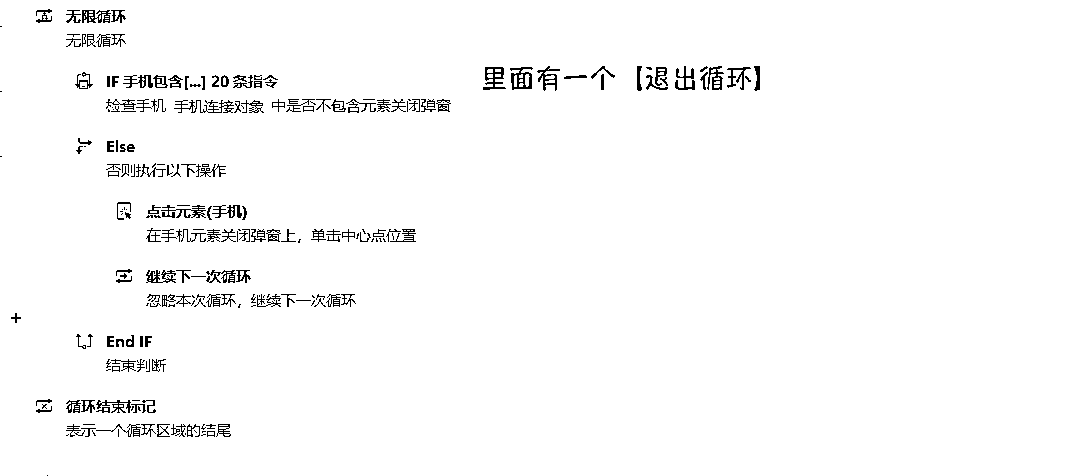 无限循环
无限循环
IF 手机包含[...] 20 条指令
里面有一个【退出循环】
检查手机 手机连接对象 中是否不包含元素关闭弹窗
Else
否则执行以下操作
点击元素(手机)
在手机元素关闭弹窗上，单击中心点位置
继续下一次循环
忽略本次循环，继续下一次循环
End IF
结束判断
循环结束标记
表示一个循环区域的结尾